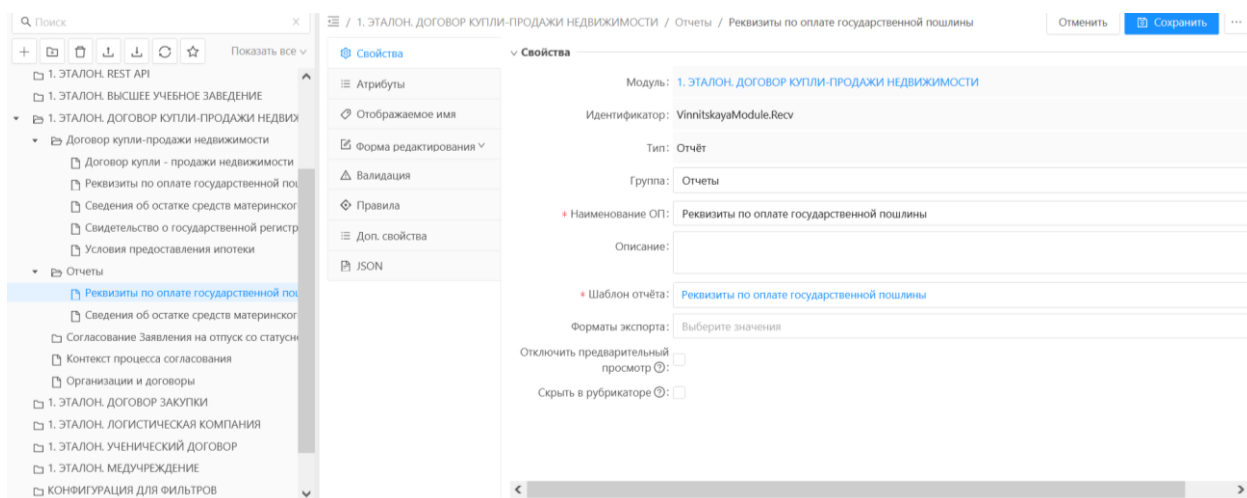 Поиск
Показать все
1. ЭТАЛОН. REST API
1. ЭТАЛОН. ВЫСШЕЕ УЧЕБНОЕ ЗАВЕДЕНИЕ
1. ЭТАЛОН. ДОГОВОР КУПЛИ-ПРОДАЖИ НЕДВИЖ
Договор купли-продажи недвижимости
Договор купли - продажи недвижимости
Реквизиты по оплате государственной пош
Сведения об остатке средств материнског
Свидетельство о государственной регистр
Условия предоставления ипотеки
Отчеты
Реквизиты по оплате государственной пош
Сведения об остатке средств материнског
Согласование Заявления на отпуск со статусн
Контекст процесса согласования
Организации и договоры
1. ЭТАЛОН. ДОГОВОР ЗАКУПКИ
1. ЭТАЛОН. ЛОГИСТИЧЕСКАЯ КОМПАНИЯ
1. ЭТАЛОН. УЧЕНИЧЕСКИЙ ДОГОВОР
1. ЭТАЛОН. МЕДУЧРЕЖДЕНИЕ
КОНФИГУРАЦИЯ ДЛЯ ФИЛЬТРОВ
/ 1. ЭТАЛОН. ДОГОВОР КУПЛИ-ПРОДАЖИ НЕДВИЖИМОСТИ / Отчеты / Реквизиты по оплате государственной пошлины
Отменить
Сохранить
...
Свойства
Атрибуты
Отображаемое имя
Форма редактирования
Валидация
Правила
Доп. свойства
JSON
Свойства
Модуль: 1. ЭТАЛОН. ДОГОВОР КУПЛИ-ПРОДАЖИ НЕДВИЖИМОСТИ
Идентификатор: VinnitskayaModule.Recv
Тип: Отчёт
Группа: Отчеты
* Наименование ОП: Реквизиты по оплате государственной пошлины
Описание:
* Шаблон отчёта: Реквизиты по оплате государственной пошлины
Форматы экспорта: Выберите значения
Отключить предварительный
просмотр ?:
Скрыть в рубрикаторе ?: